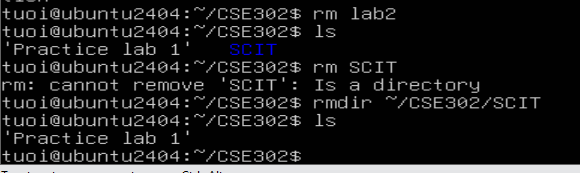 tuoi@ubuntu2404:~/CSE302$ rm lab2
tuoi@ubuntu2404:~/CSE302$ ls
'Practice lab 1'   SCIT
tuoi@ubuntu2404:~/CSE302$ rm SCIT
rm: cannot remove 'SCIT': Is a directory
tuoi@ubuntu2404:~/CSE302$ rmdir ~/CSE302/SCIT
tuoi@ubuntu2404:~/CSE302$ ls
'Practice lab 1'
tuoi@ubuntu2404:~/CSE302$